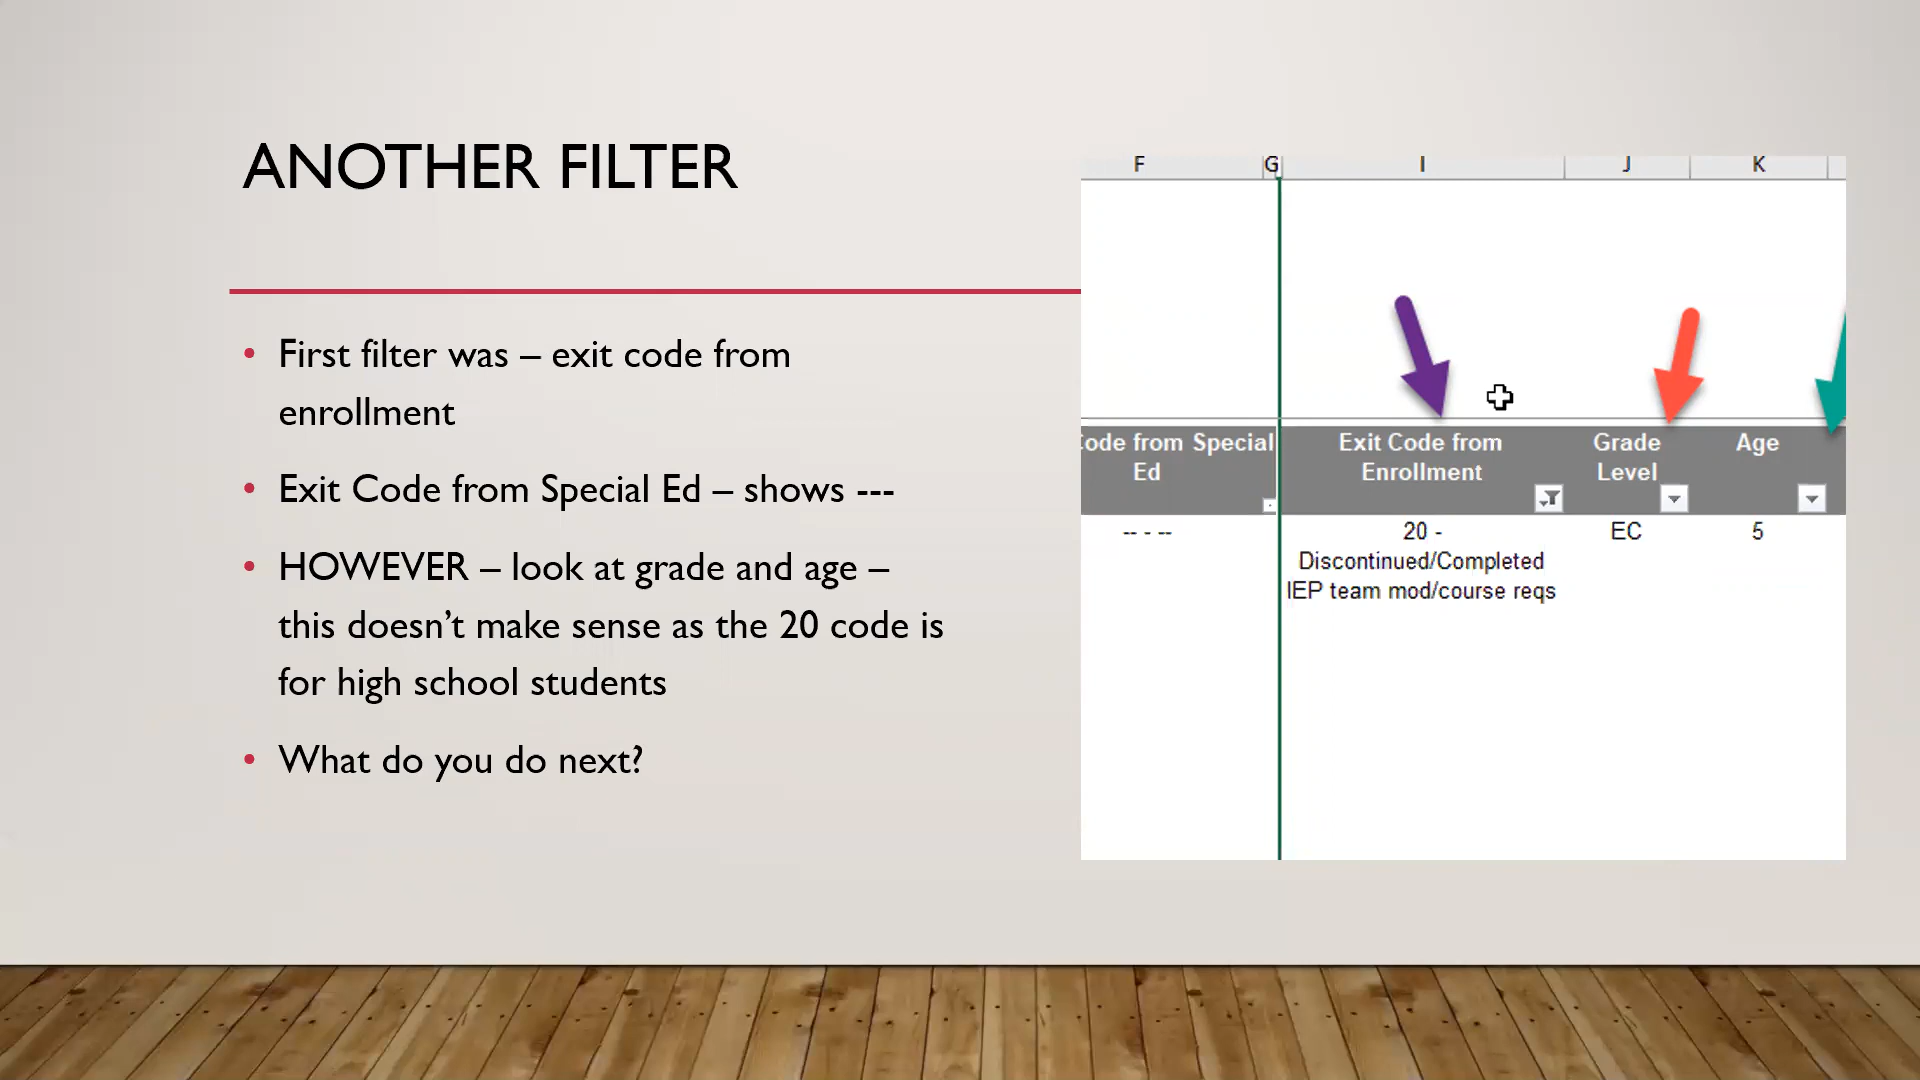 ANOTHER FILTER
• First filter was – exit code from
enrollment
• Exit Code from Special Ed – shows ---
• HOWEVER – look at grade and age –
this doesn’t make sense as the 20 code is
for high school students
• What do you do next?
F G I J K
Code from Special
Ed
Exit Code from
Enrollment
Grade
Level
Age
-- - --
20 -
Discontinued/Completed
IEP team mod/course reqs
EC
5